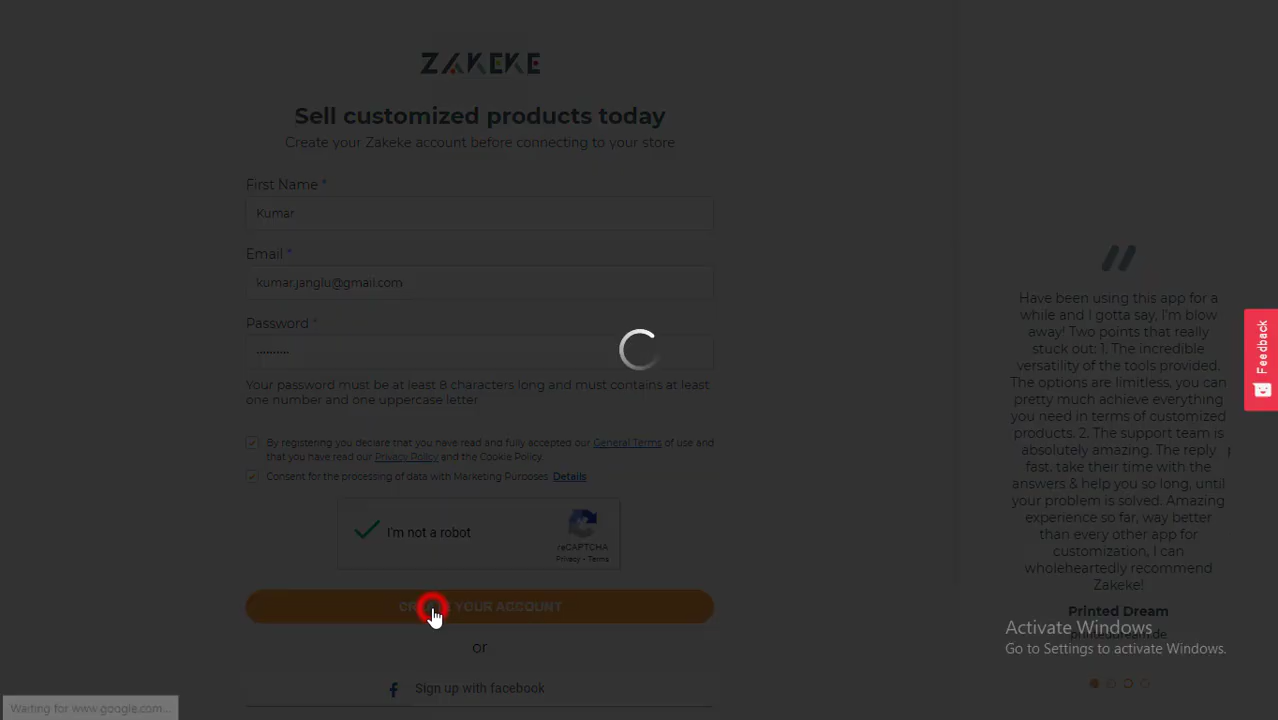 ZAKEKE
Sell customized products today
Create your Zakeke account before connecting to your store
First Name *
Kumar
Email *
kumar.janglu@gmail.com
Password *
··········
Your password must be at least 8 characters long and must contains at least
one number and one uppercase letter
By registering you declare that you have read and fully accepted our General Terms of use and
that you have read our Privacy Policy and the Cookie Policy.
Consent for the processing of data with Marketing Purposes. Details
I'm not a robot
reCAPTCHA
Privacy - Terms
CREATE YOUR ACCOUNT
or
Sign up with facebook
Waiting for www.google.com...
Have been using this app for a
while and I gotta say, I'm blow
away! Two points that really
stuck out: 1. The incredible
versatility of the tools provided.
The options are limitless, you can
pretty much achieve everything
you need in terms of customized
products. 2. The support team is
absolutely amazing. The reply
fast, take their time with the
answers & help you so long, until
your problem is solved. Amazing
experience so far, way better
than every other app for
customization, I can
wholeheartedly recommend
Zakeke!
Printed Dream
printeddream.de
Activate Windows
Go to Settings to activate Windows.
Feedback